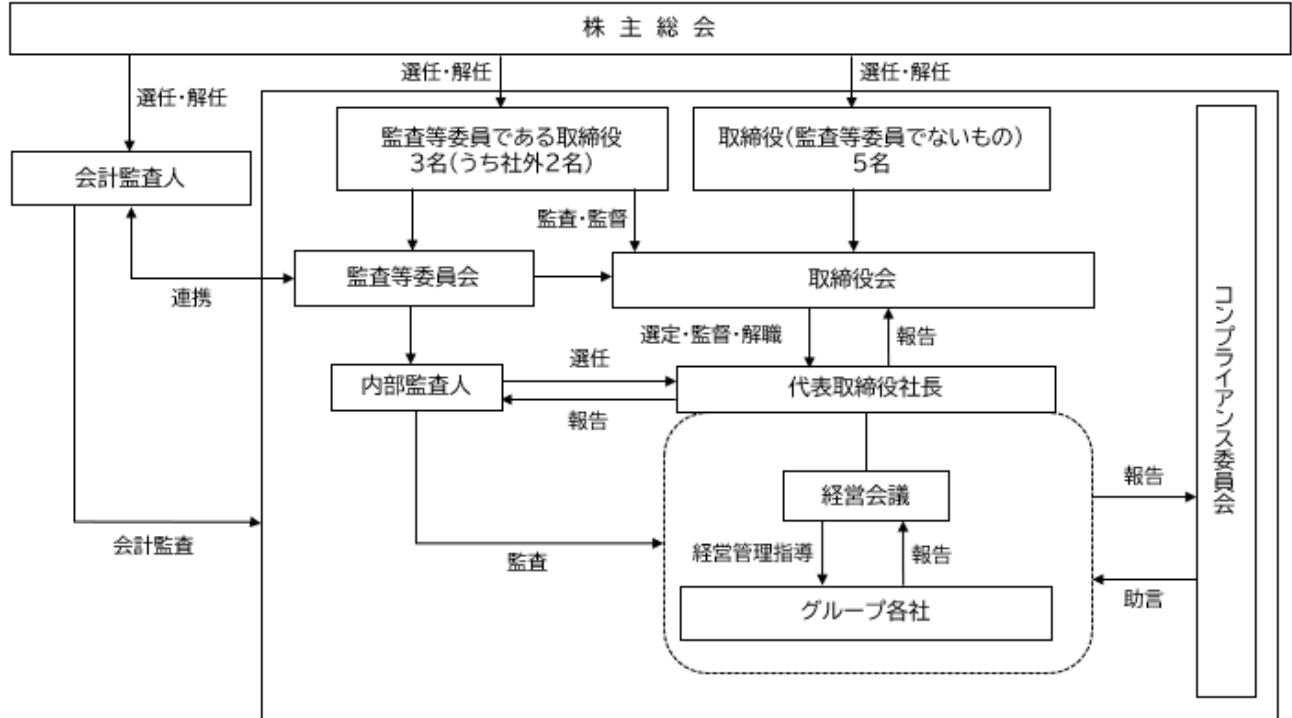 株 主 総 会
選任・解任
選任・解任
選任・解任
監査等委員である取締役
3名(うち社外2名)
取締役(監査等委員でないもの)
5名
会計監査人
監査・監督
監査等委員会
取締役会
連携
選定・監督・解職
報告
選任
内部監査人
代表取締役社長
報告
コンプライアンス委員会
経営会議
報告
会計監査
監査
経営管理指導
報告
助言
グループ各社